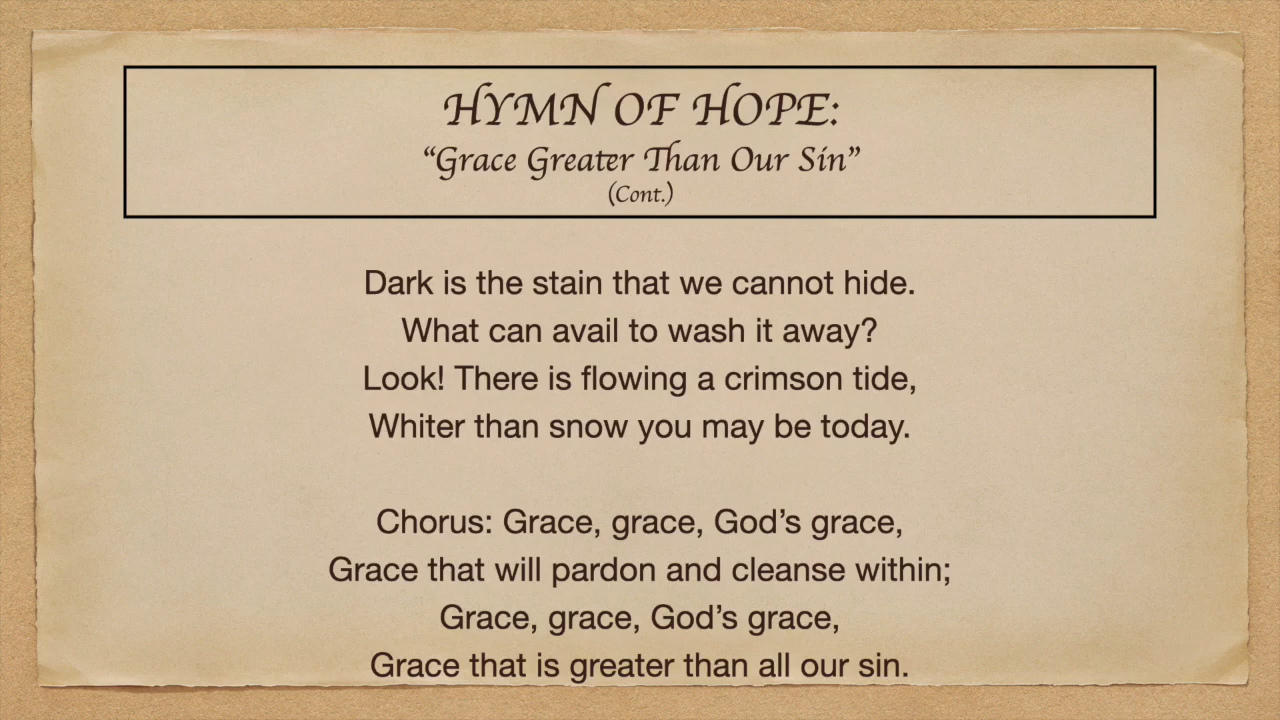 HYMN OF HOPE:
“Grace Greater Than Our Sin”
(Cont.)
Dark is the stain that we cannot hide.
What can avail to wash it away?
Look! There is flowing a crimson tide,
Whiter than snow you may be today.
Chorus: Grace, grace, God’s grace,
Grace that will pardon and cleanse within;
Grace, grace, God’s grace,
Grace that is greater than all our sin.